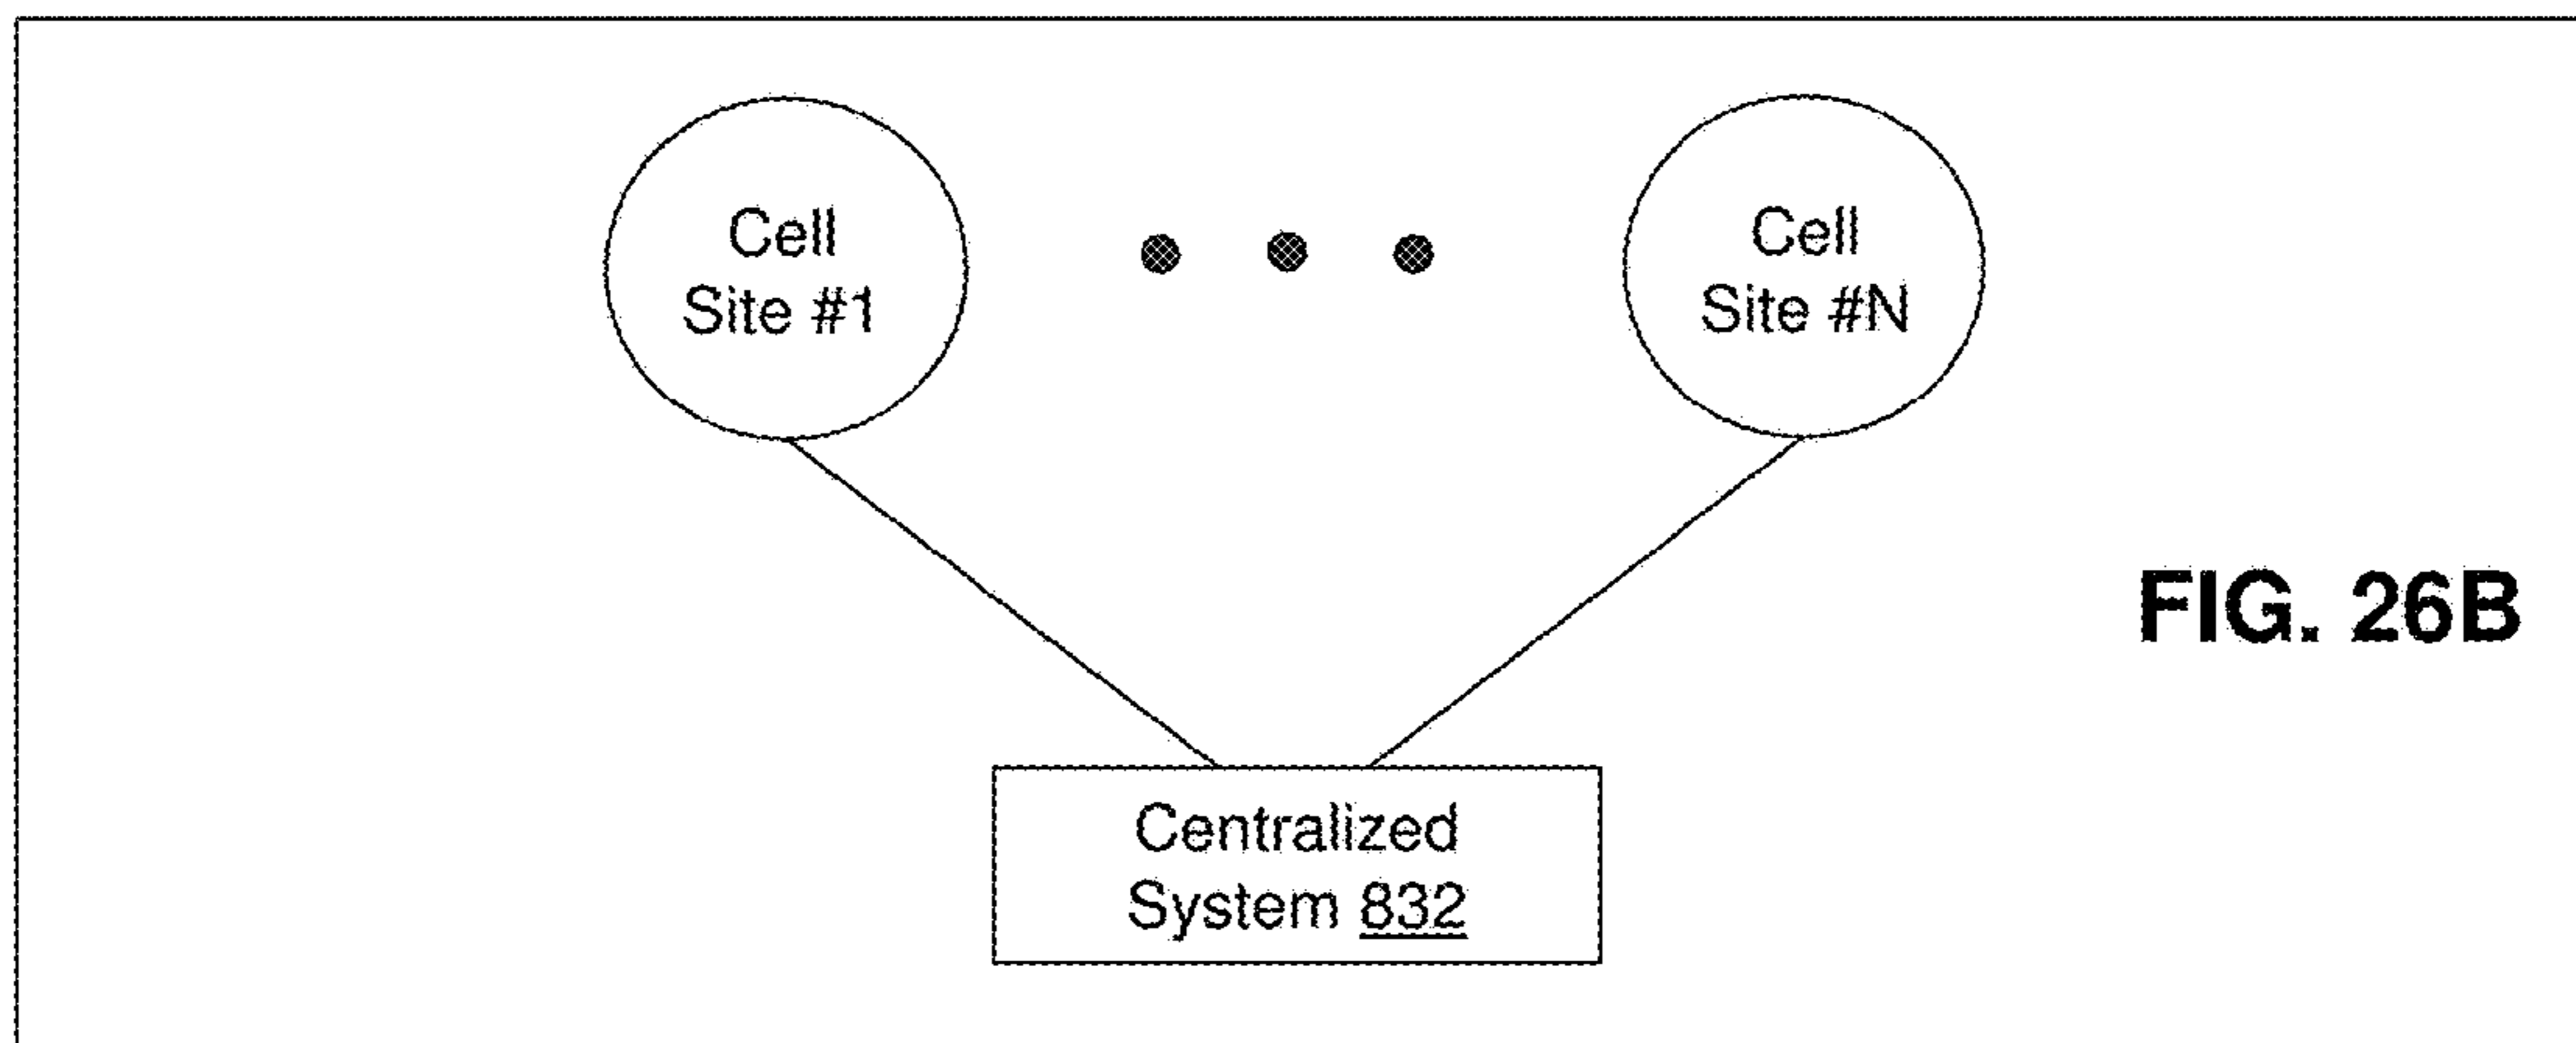 Cell
Site #1
Cell
Site #N
FIG. 26B
Centralized
System 832